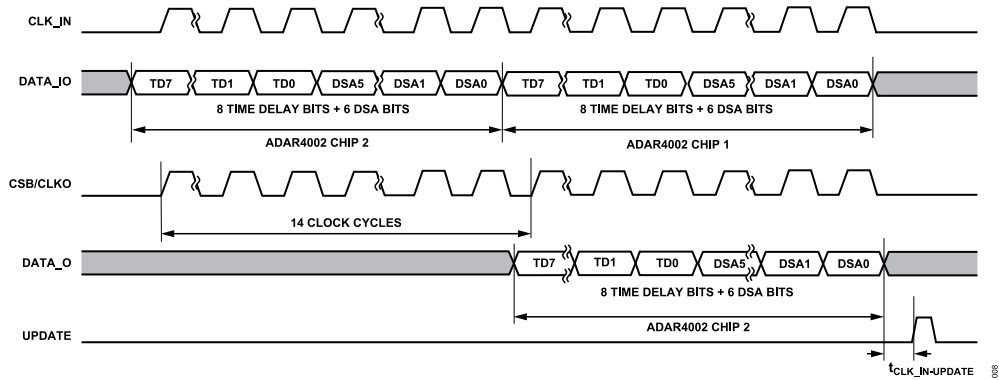 CLK_IN
DATA_IO
TD7 TD1 TD0 DSA5 DSA1 DSA0 TD7 TD1 TD0 DSA5 DSA1 DSA0
8 TIME DELAY BITS + 6 DSA BITS 8 TIME DELAY BITS + 6 DSA BITS
ADAR4002 CHIP 2 ADAR4002 CHIP 1
CSB/CLKO
14 CLOCK CYCLES
DATA_O
TD7 TD1 TD0 DSA5 DSA1 DSA0
8 TIME DELAY BITS + 6 DSA BITS
ADAR4002 CHIP 2
UPDATE
tCLK_IN-UPDATE
008